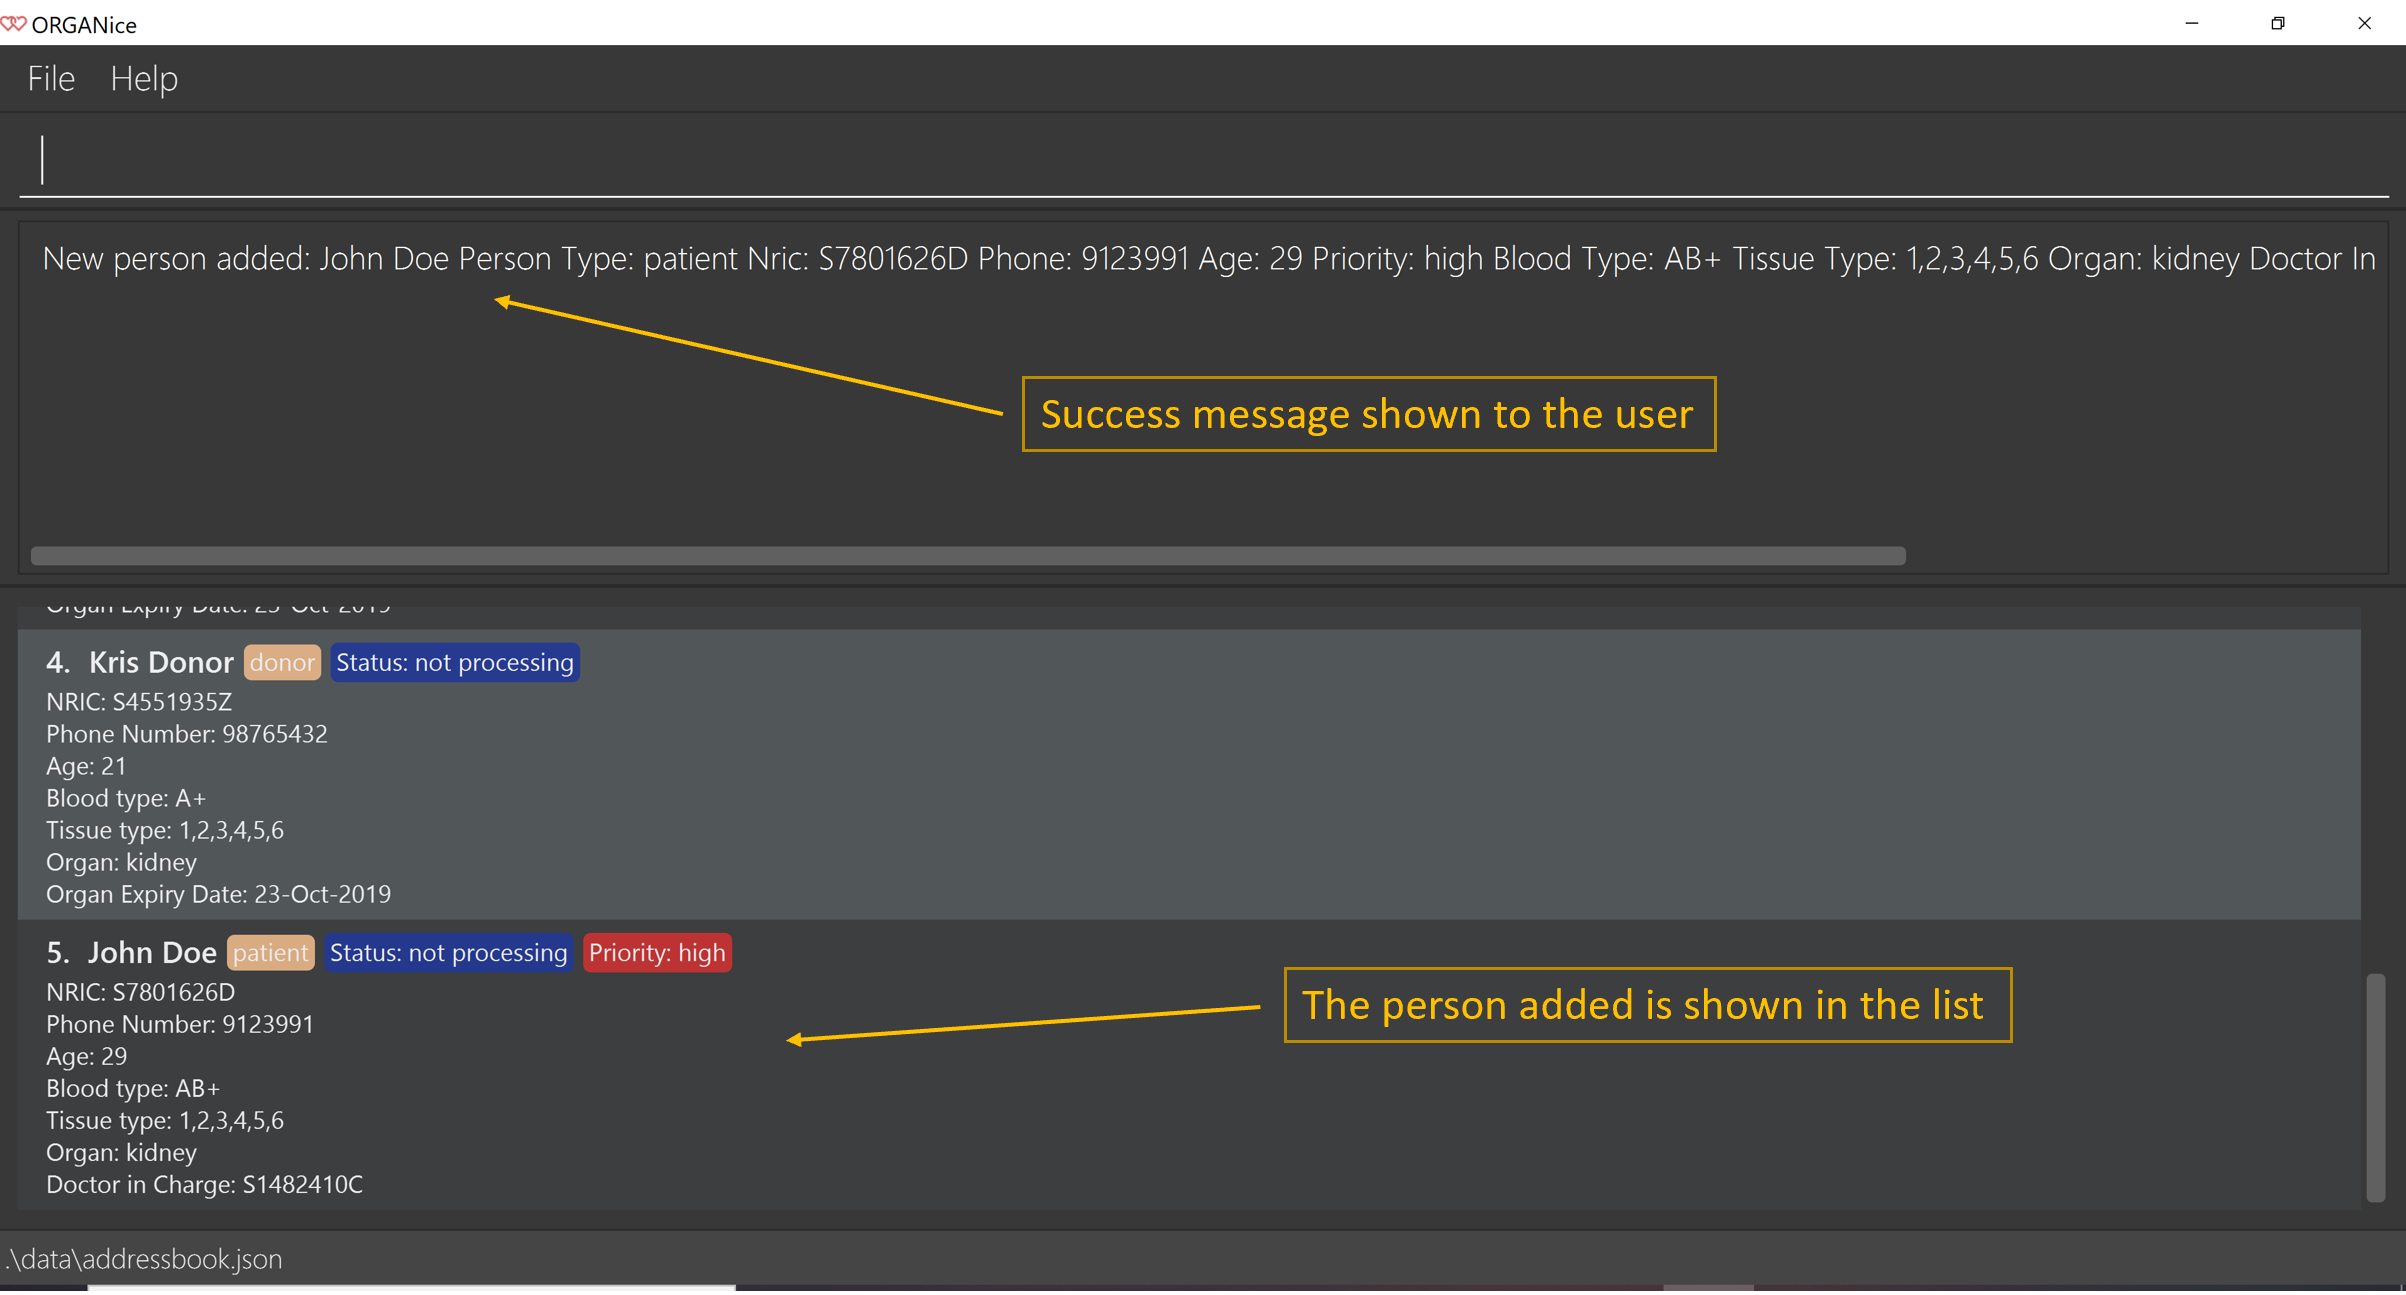 ORGANice
File Help
New person added: John Doe Person Type: patient Nric: S7801626D Phone: 9123991 Age: 29 Priority: high Blood Type: AB+ Tissue Type: 1,2,3,4,5,6 Organ: kidney Doctor In
Success message shown to the user
Organ Expiry Date: 23-Oct-2019
4. Kris Donor donor Status: not processing
NRIC: S4551935Z
Phone Number: 98765432
Age: 21
Blood type: A+
Tissue type: 1,2,3,4,5,6
Organ: kidney
Organ Expiry Date: 23-Oct-2019
5. John Doe patient Status: not processing Priority: high
NRIC: S7801626D
Phone Number: 9123991
Age: 29
Blood type: AB+
Tissue type: 1,2,3,4,5,6
Organ: kidney
Doctor in Charge: S1482410C
The person added is shown in the list
.\data\addressbook.json